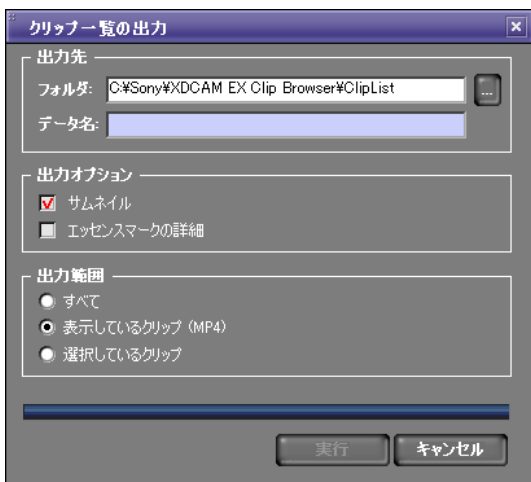 クリップ一覧の出力
出力先
フォルダ: C:¥Sony¥XDCAM EX Clip Browser¥ClipList ...
データ名:
出力オプション
サムネイル
エッセンスマークの詳細
出力範囲
すべて
表示しているクリップ (MP4)
選択しているクリップ
実行 キャンセル